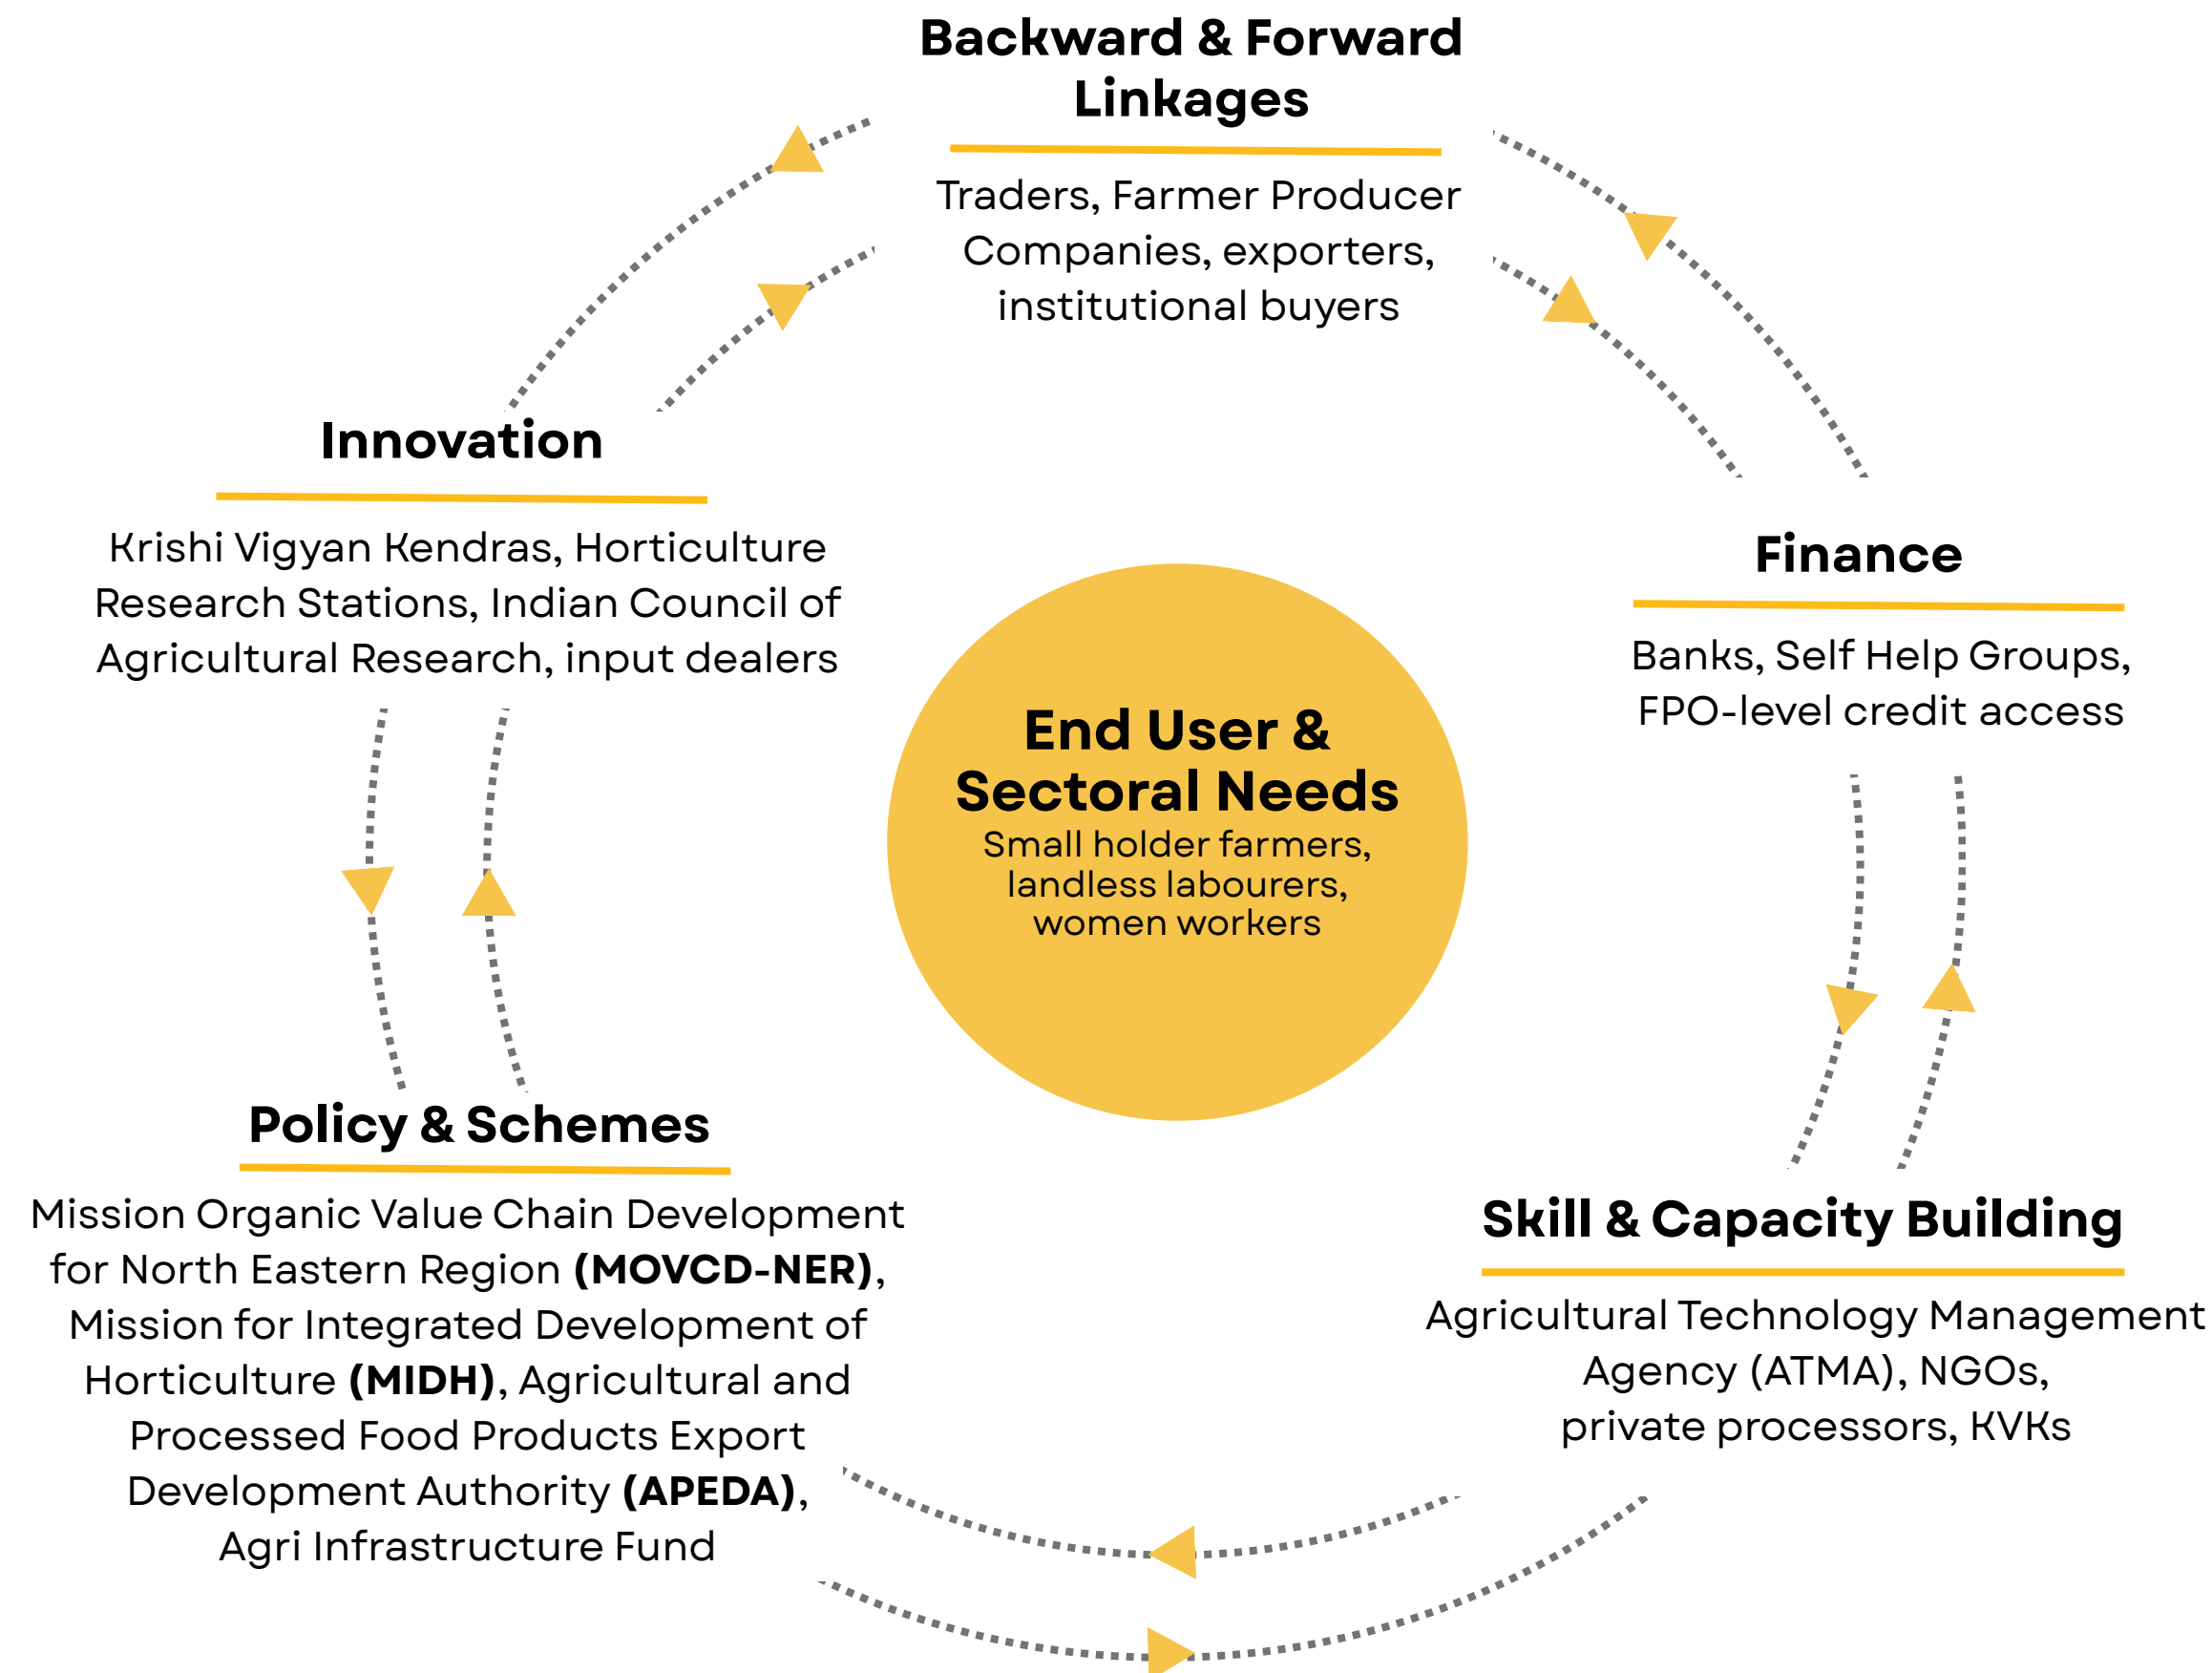 Backward & Forward
Linkages
Traders, Farmer Producer
Companies, exporters,
institutional buyers
Innovation
Krishi Vigyan Kendras, Horticulture
Research Stations, Indian Council of
Agricultural Research, input dealers
Finance
Banks, Self Help Groups,
FPO-level credit access
End User &
Sectoral Needs
Small holder farmers,
landless labourers,
women workers
Policy & Schemes
Mission Organic Value Chain Development
for North Eastern Region (MOVCD-NER),
Mission for Integrated Development of
Horticulture (MIDH), Agricultural and
Processed Food Products Export
Development Authority (APEDA),
Agri Infrastructure Fund
Skill & Capacity Building
Agricultural Technology Management
Agency (ATMA), NGOs,
private processors, KVKs